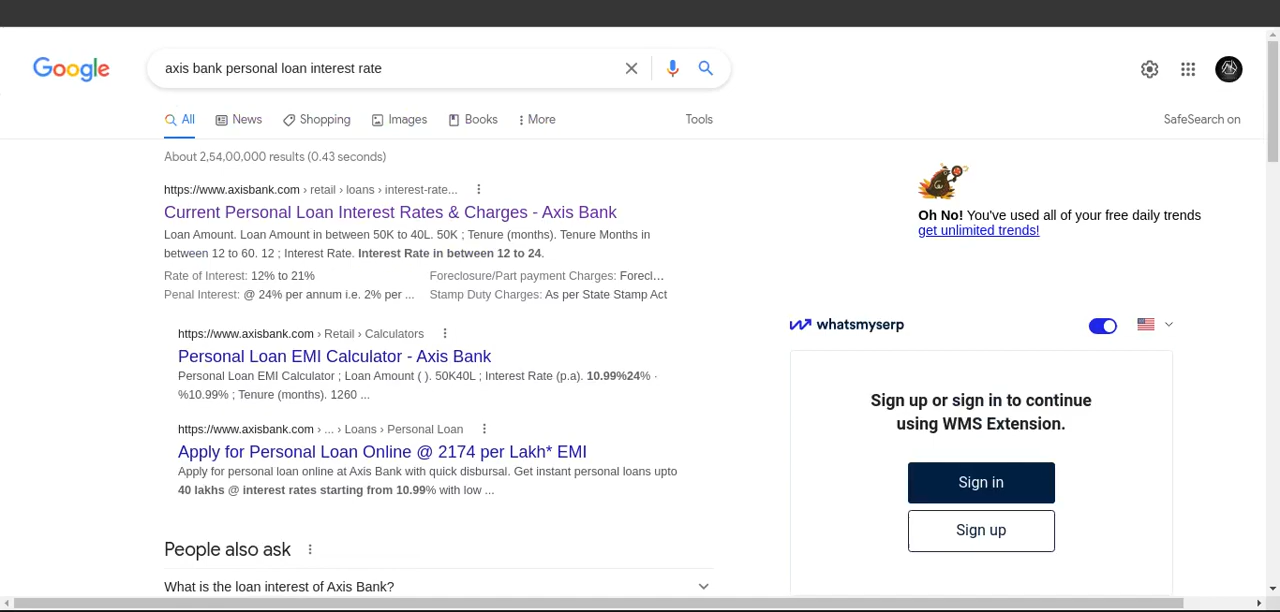 Google
axis bank personal loan interest rate
All News Shopping Images Books More Tools SafeSearch on
About 2,54,00,000 results (0.43 seconds)
https://www.axisbank.com › retail › loans › interest-rate...
Current Personal Loan Interest Rates & Charges - Axis Bank
Loan Amount. Loan Amount in between 50K to 40L. 50K ; Tenure (months). Tenure Months in
between 12 to 60. 12 ; Interest Rate. Interest Rate in between 12 to 24.
Rate of Interest: 12% to 21% Foreclosure/Part payment Charges: Forecl...
Penal Interest: @ 24% per annum i.e. 2% per ... Stamp Duty Charges: As per State Stamp Act
https://www.axisbank.com › Retail › Calculators
Personal Loan EMI Calculator - Axis Bank
Personal Loan EMI Calculator ; Loan Amount ( ). 50K40L ; Interest Rate (p.a). 10.99%24% ·
%10.99% ; Tenure (months). 1260 ...
https://www.axisbank.com › ... › Loans › Personal Loan
Apply for Personal Loan Online @ 2174 per Lakh* EMI
Apply for personal loan online at Axis Bank with quick disbursal. Get instant personal loans upto
40 lakhs @ interest rates starting from 10.99% with low ...
People also ask
What is the loan interest of Axis Bank?
Oh No! You've used all of your free daily trends
get unlimited trends!
whatsmyserp
Sign up or sign in to continue
using WMS Extension.
Sign in
Sign up